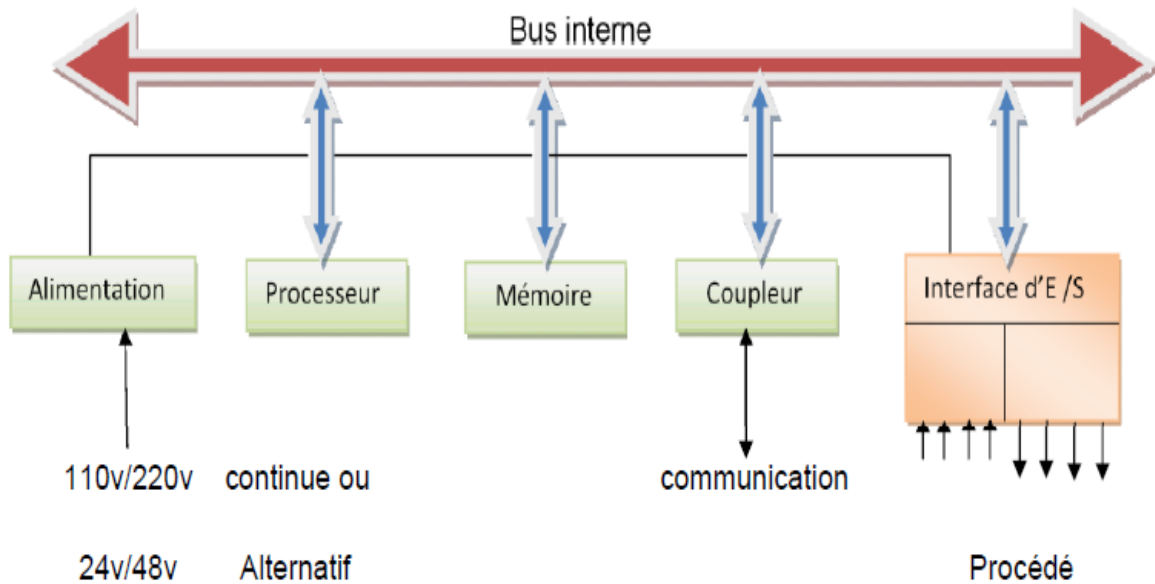 Bus interne
Alimentation
Processeur
Mémoire
Coupleur
Interface d'E /S
110v/220v continue ou
communication
24v/48v Alternatif
Procédé